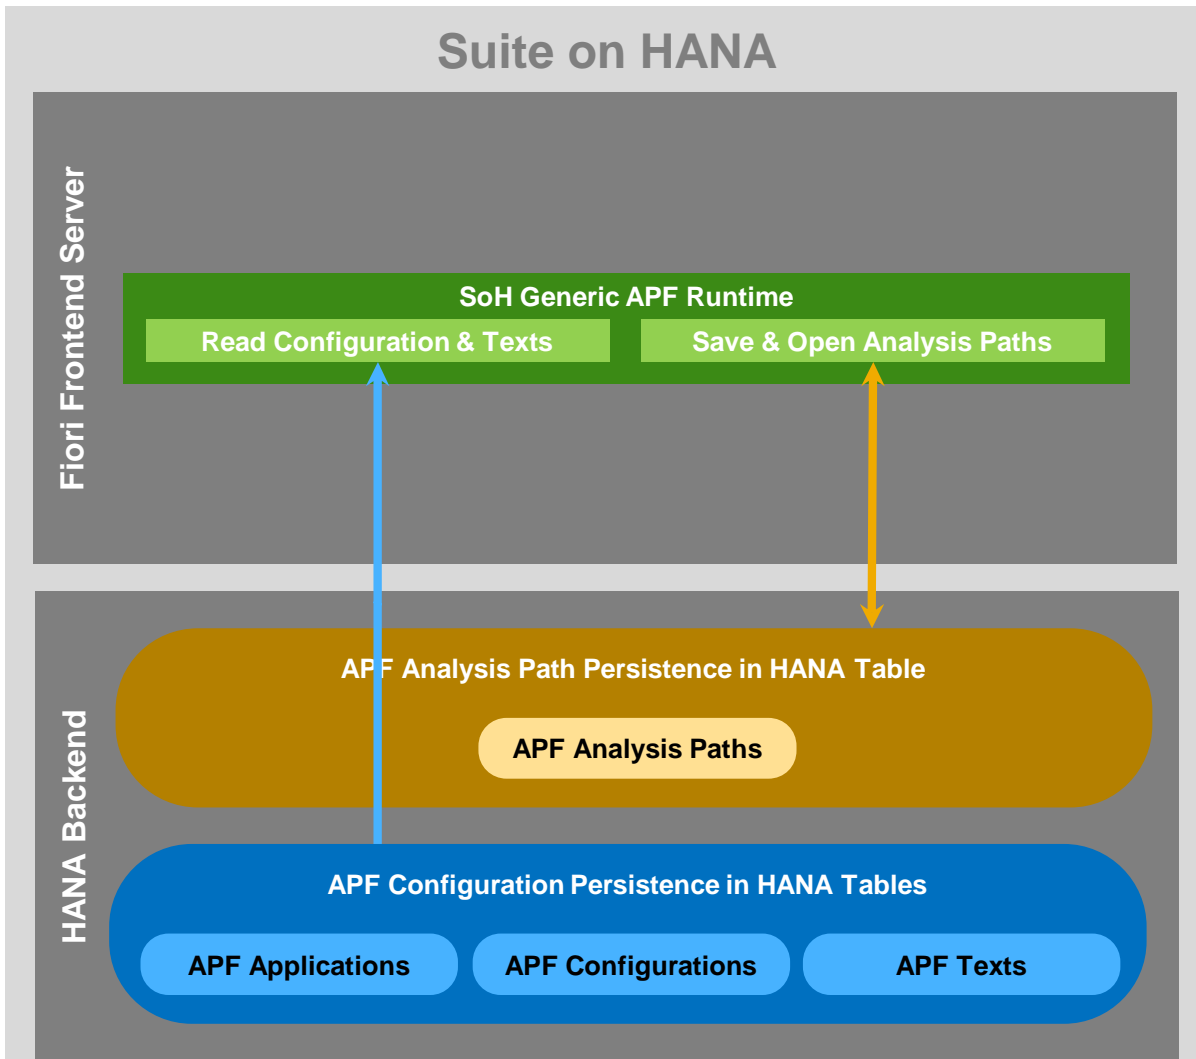 Suite on HANA
Fiori Frontend Server
SoH Generic APF Runtime
Read Configuration & Texts
Save & Open Analysis Paths
HANA Backend
APF Analysis Path Persistence in HANA Table
APF Analysis Paths
APF Configuration Persistence in HANA Tables
APF Applications
APF Configurations
APF Texts